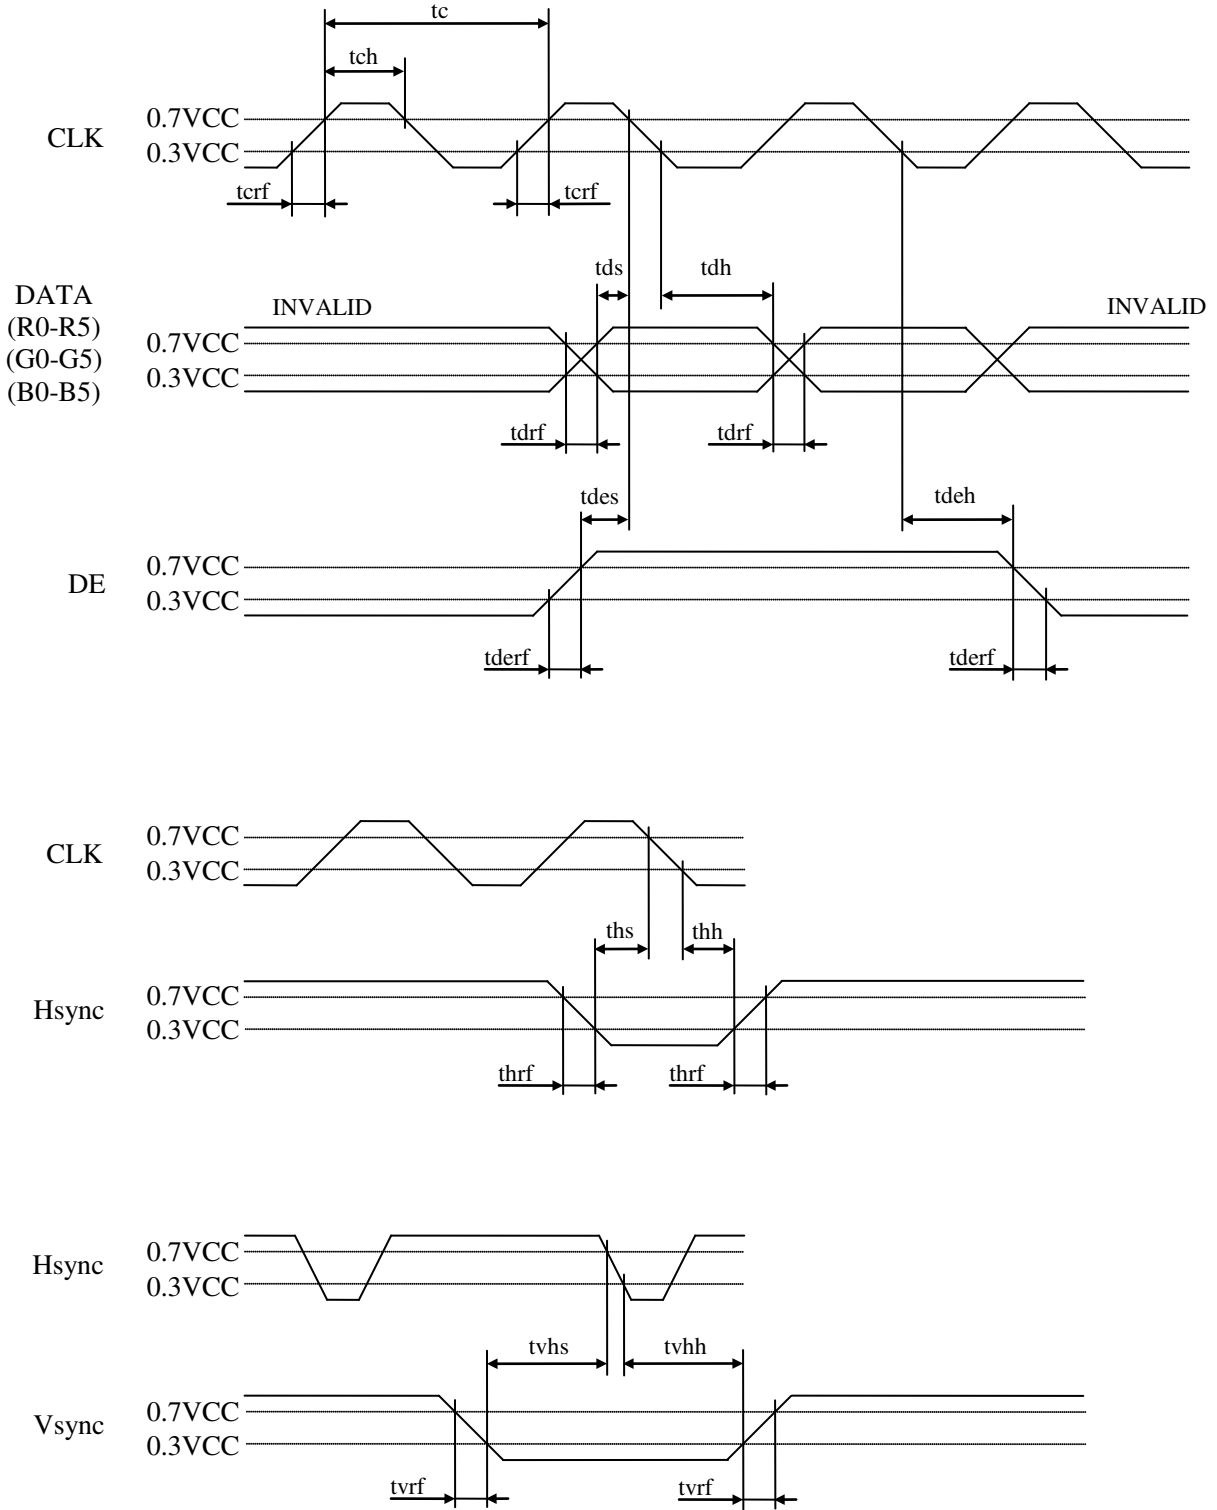 tc
tch
0.7VCC
CLK
0.3VCC
tcrf
tcrf
tds
tdh
DATA
(R0-R5)
(G0-G5)
(B0-B5)
INVALID
INVALID
0.7VCC
0.3VCC
tdrf
tdrf
tdes
tdeh
0.7VCC
DE
0.3VCC
tderf
tderf
0.7VCC
CLK
0.3VCC
ths
thh
0.7VCC
Hsync
0.3VCC
thrf
thrf
0.7VCC
Hsync
0.3VCC
tvhs
tvhh
0.7VCC
Vsync
0.3VCC
tvrf
tvrf